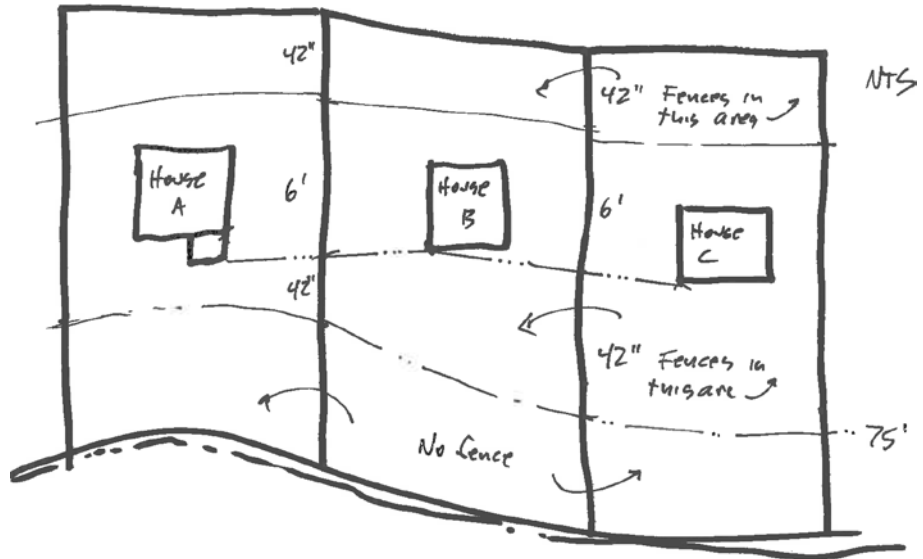 42"
NTS
42" Fences in
this area
House
A
6'
House
B
6'
House
C
42'
42" Fences in
this are
75'
No fence